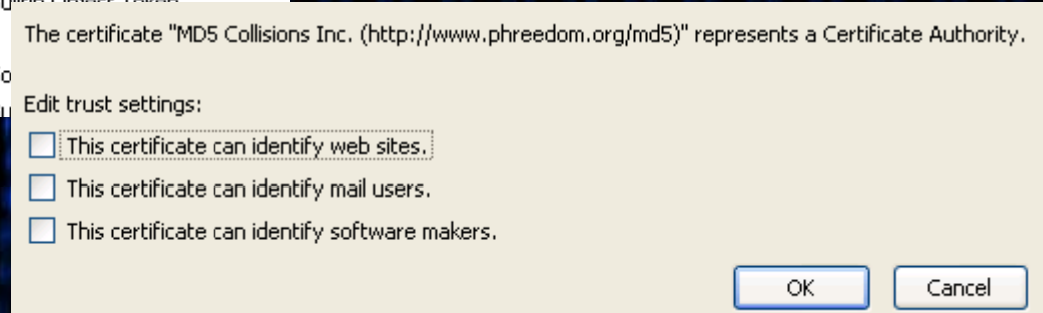 The certificate "MD5 Collisions Inc. (http://www.phreedom.org/md5)" represents a Certificate Authority.
Edit trust settings:
This certificate can identify web sites.
This certificate can identify mail users.
This certificate can identify software makers.
OK
Cancel